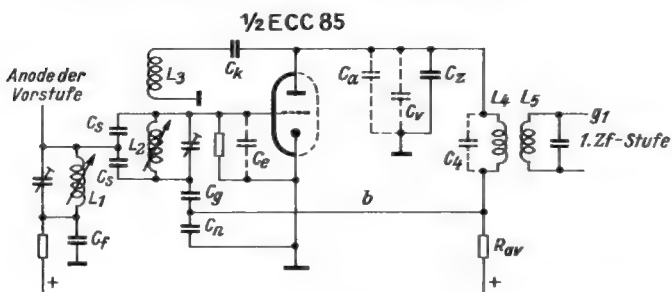 ½ ECC 85
Anode der
Vorstufe
L3
Ck
Ca
Cv
Cz
L4
L5
g1
1. Zf-Stufe
C4
Cs
L2
Cs
Ce
L1
Cg
b
Cf
Cn
Rav
+
+